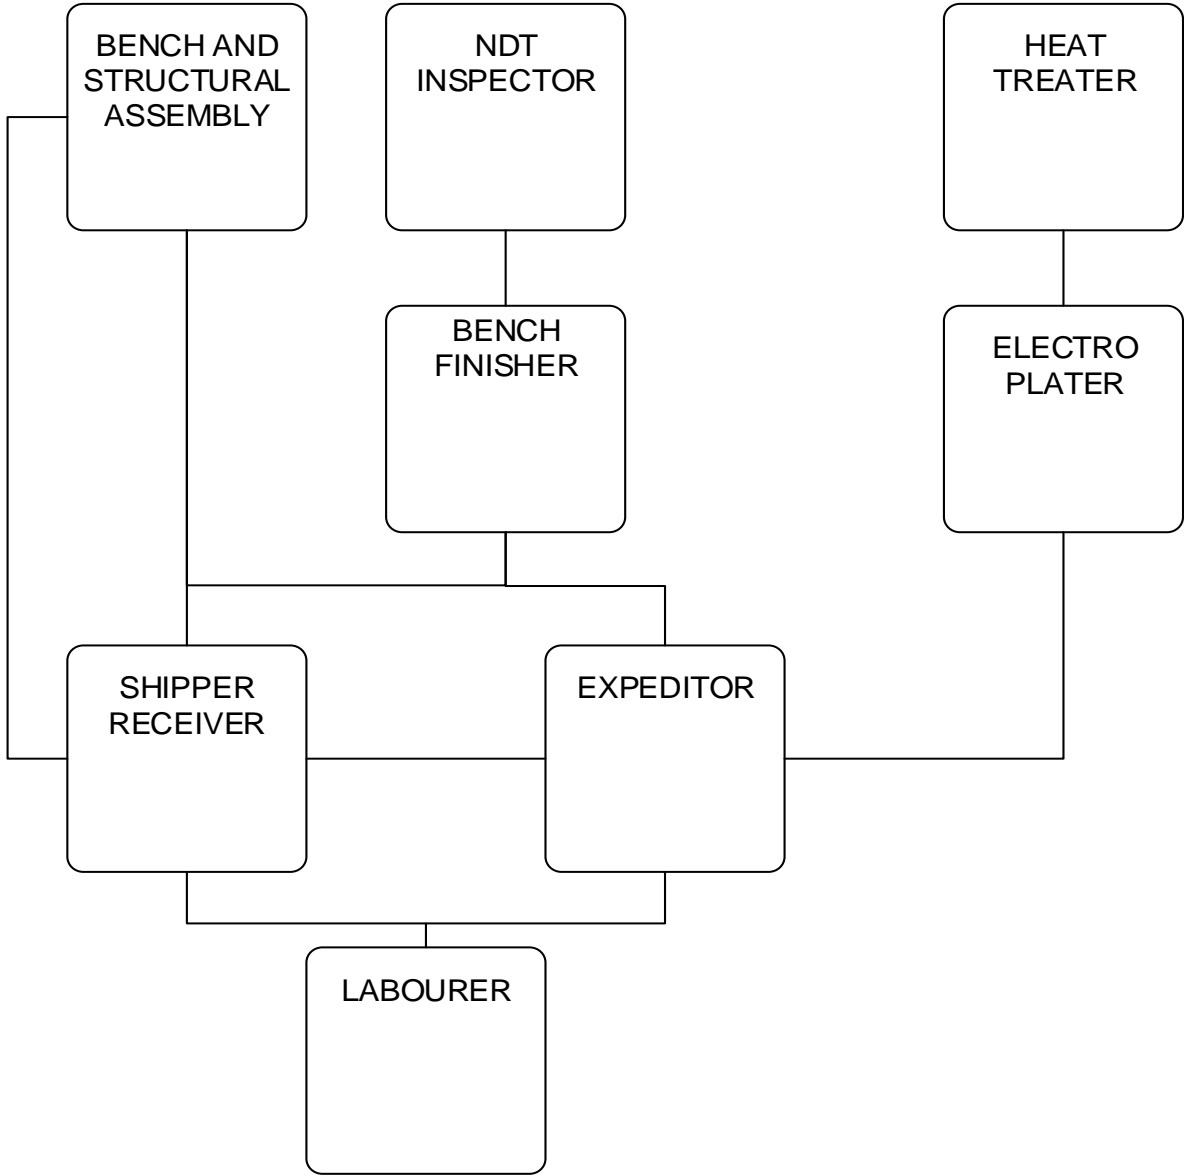 BENCH AND
STRUCTURAL
ASSEMBLY
NDT
INSPECTOR
HEAT
TREATER
BENCH
FINISHER
ELECTRO
PLATER
SHIPPER
RECEIVER
EXPEDITOR
LABOURER